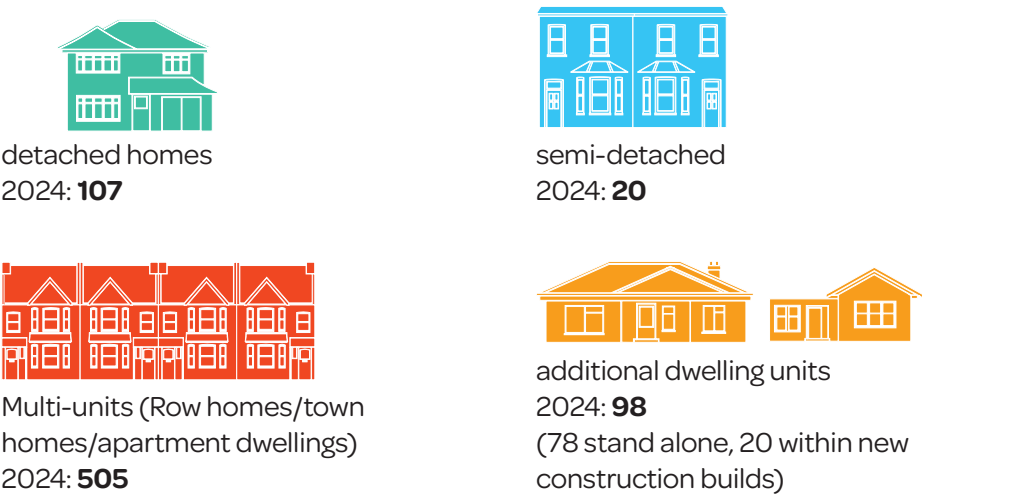 detached homes
2024: 107
semi-detached
2024: 20
Multi-units (Row homes/town
homes/apartment dwellings)
2024: 505
additional dwelling units
2024: 98
(78 stand alone, 20 within new
construction builds)